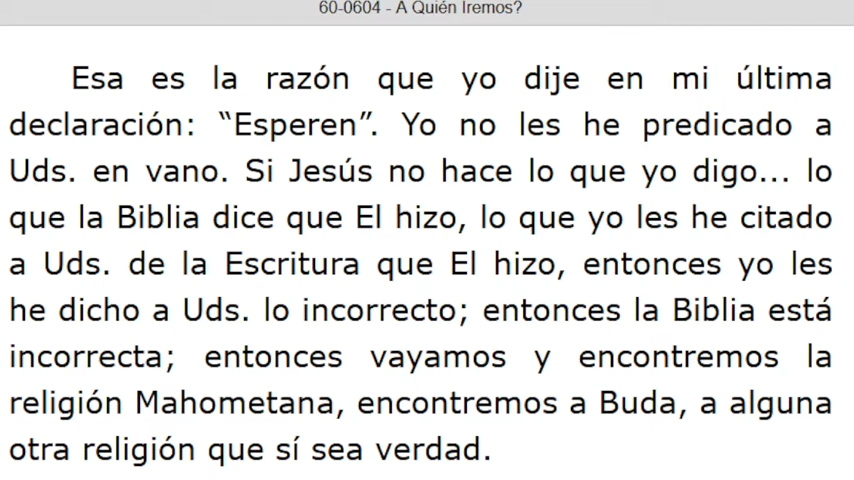 60-0604 - A Quién Iremos?
Esa es la razón que yo dije en mi última
declaración: “Esperen”. Yo no les he predicado a
Uds. en vano. Si Jesús no hace lo que yo digo... lo
que la Biblia dice que El hizo, lo que yo les he citado
a Uds. de la Escritura que El hizo, entonces yo les
he dicho a Uds. lo incorrecto; entonces la Biblia está
incorrecta; entonces vayamos y encontremos la
religión Mahometana, encontremos a Buda, a alguna
otra religión que sí sea verdad.